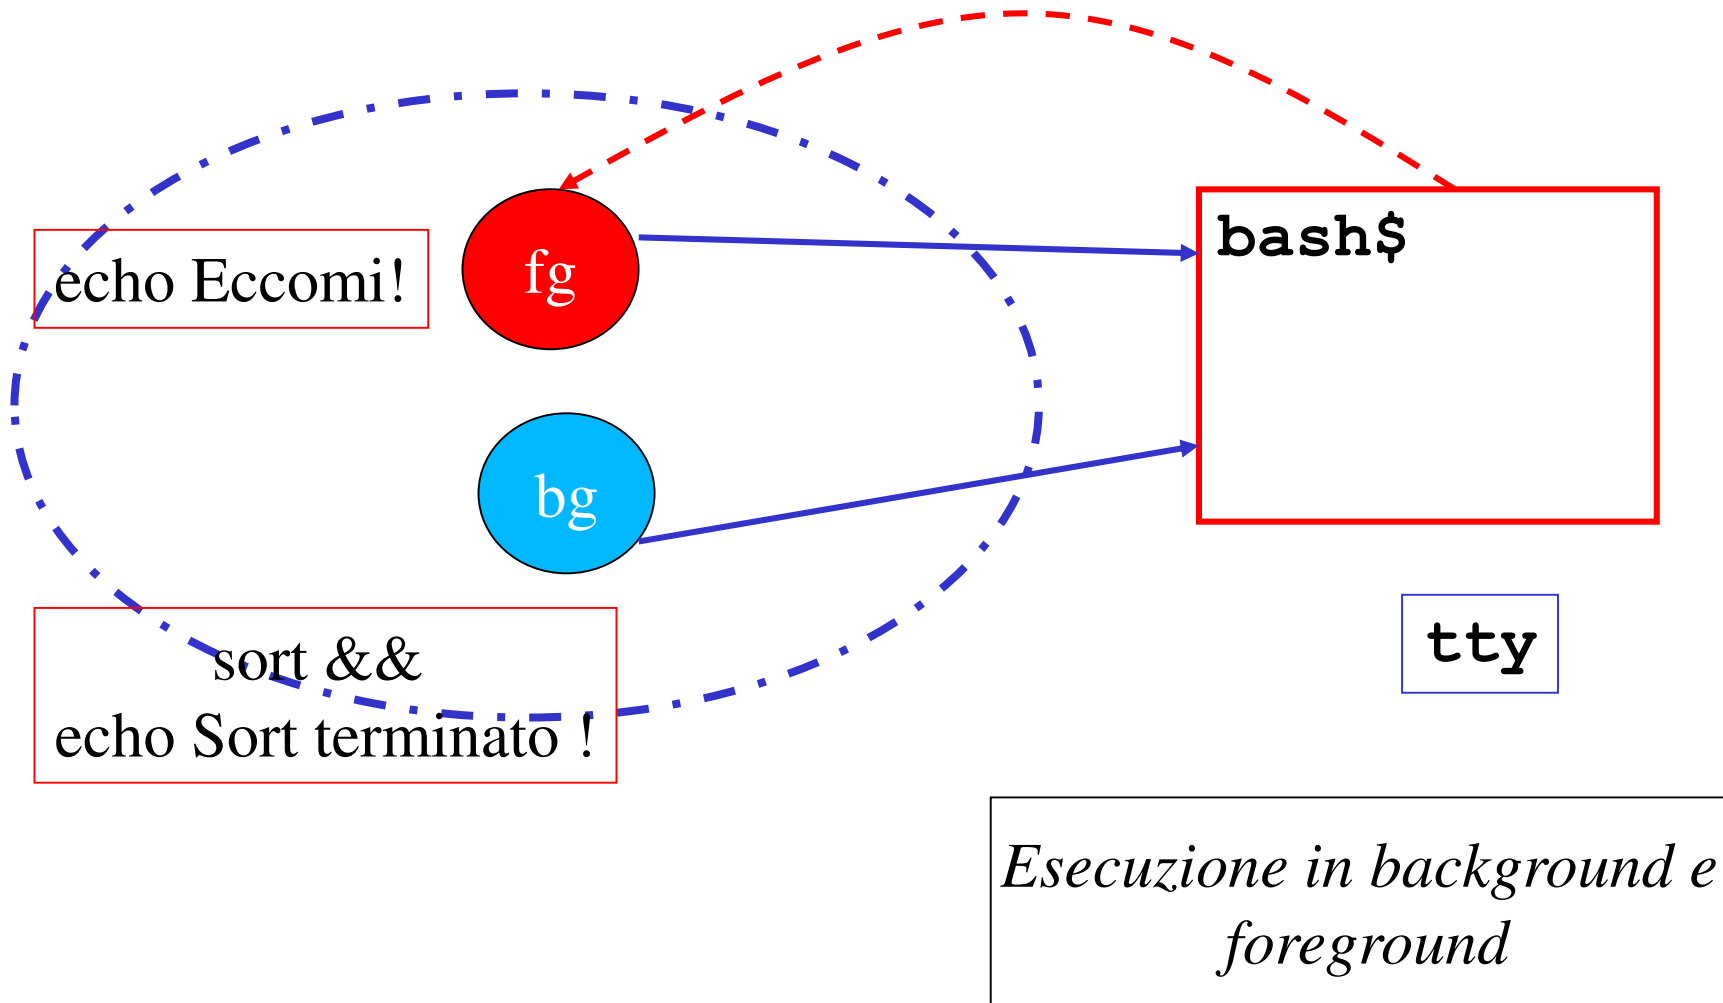 bash$
echo Eccomi!
fg
bg
sort &&
echo Sort terminato !
tty
Esecuzione in background e
foreground